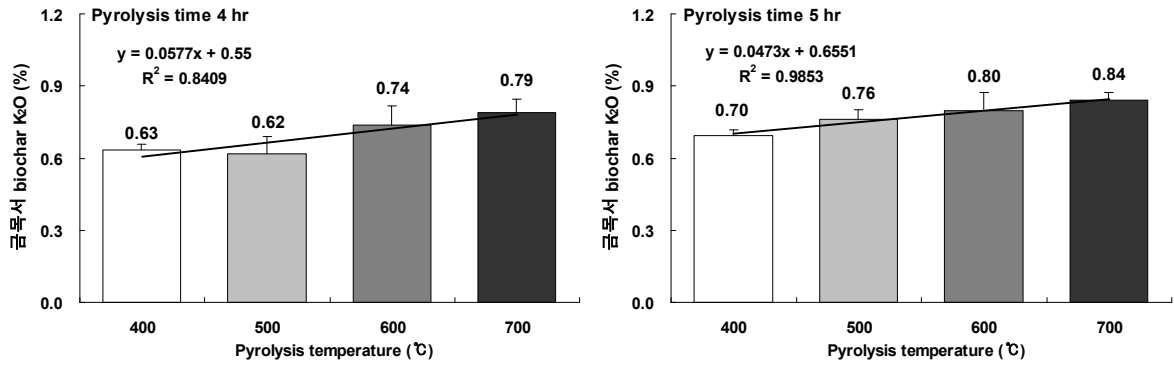 Pyrolysis time 4 hr
y = 0.0577x + 0.55
R² = 0.8409
금목서 biochar K₂O (%)
1.2
0.9
0.6
0.3
0.0
0.63
0.62
0.74
0.79
400
500
600
700
Pyrolysis temperature (℃)
Pyrolysis time 5 hr
y = 0.0473x + 0.6551
R² = 0.9853
금목서 biochar K₂O (%)
1.2
0.9
0.6
0.3
0.0
0.70
0.76
0.80
0.84
400
500
600
700
Pyrolysis temperature (℃)